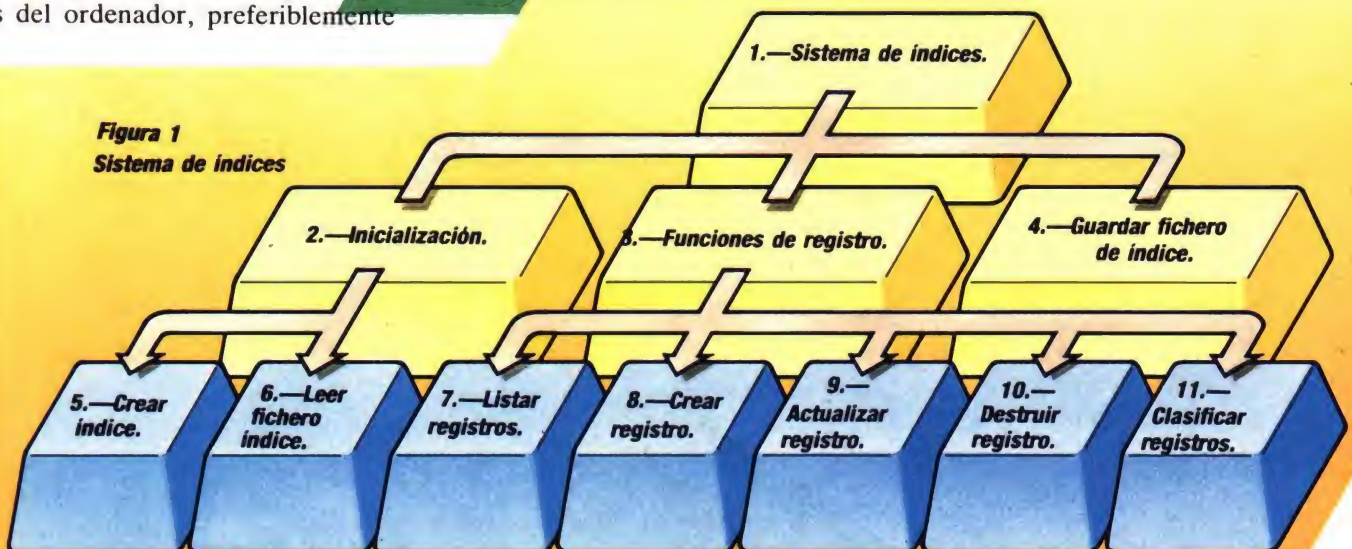 s del ordenador, preferiblemente
Figura 1
Sistema de índices
1.—Sistema de índices.
2.—Inicialización.
3.—Funciones de registro.
4.—Guardar fichero
de índice.
5.—Crear
índice.
6.—Leer
fichero
índice.
7.—Listar
registros.
8.—Crear
registro.
9.—
Actualizar
registro.
10.—
Destruir
registro.
11.—
Clasificar
registros.